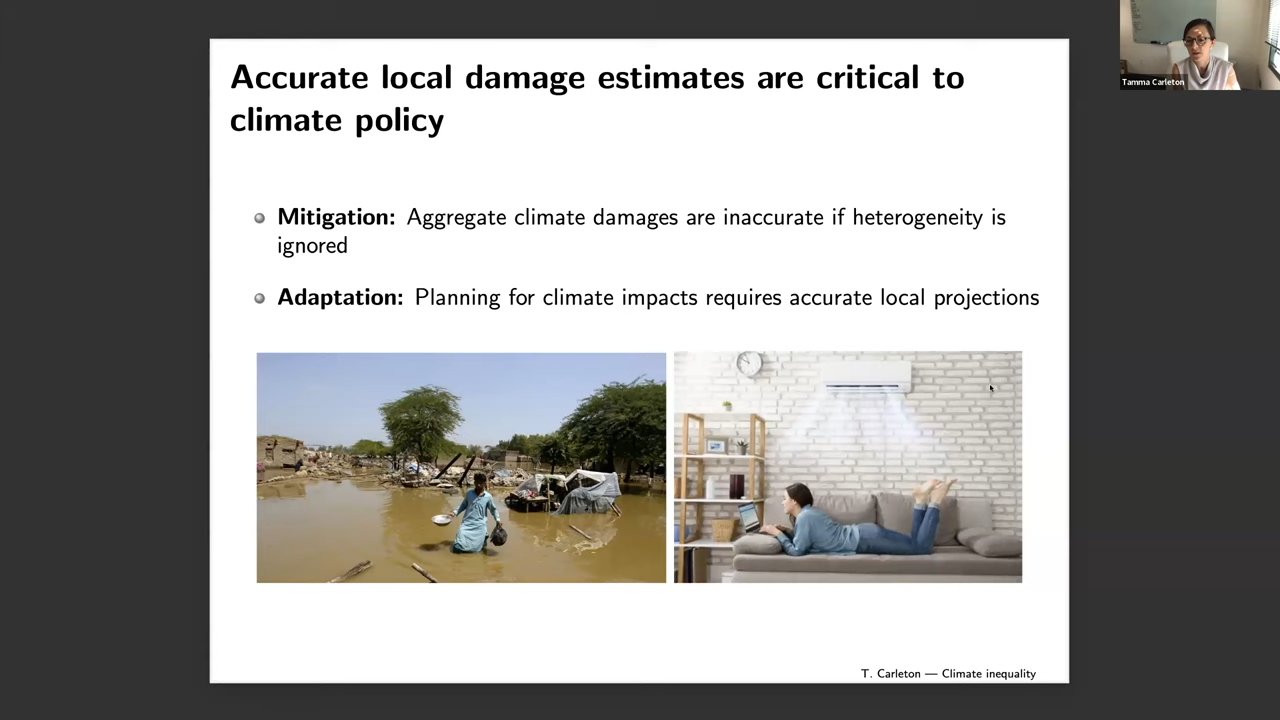 Accurate local damage estimates are critical to
climate policy
Mitigation: Aggregate climate damages are inaccurate if heterogeneity is
ignored
Adaptation: Planning for climate impacts requires accurate local projections
T. Carleton — Climate inequality
Tamma Carleton